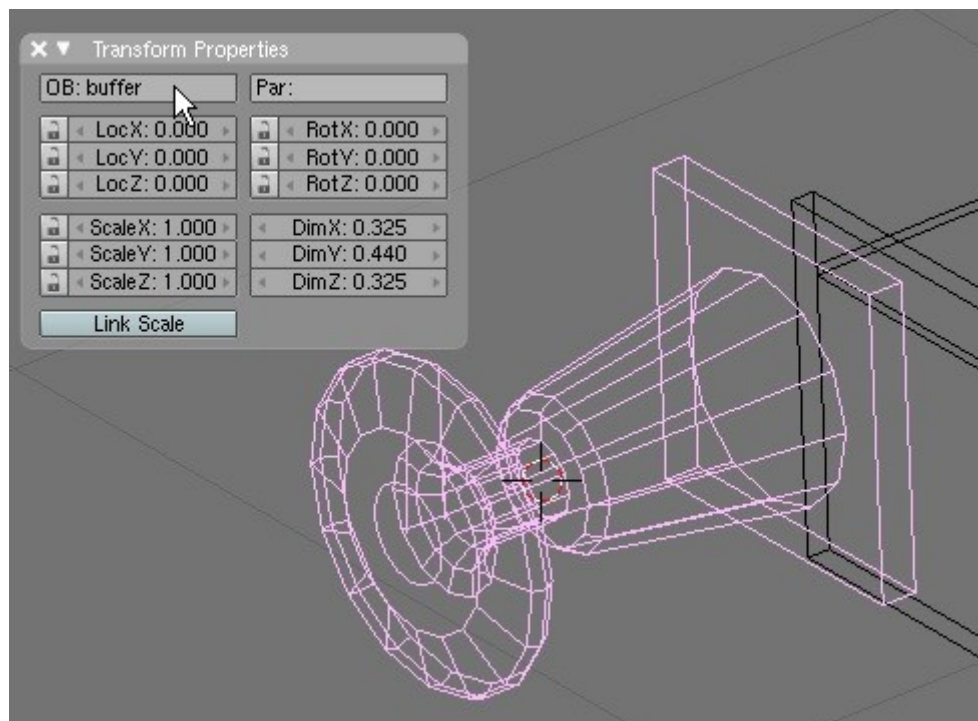 Transform Properties
OB: buffer Par:
LocX: 0.000 RotX: 0.000
LocY: 0.000 RotY: 0.000
LocZ: 0.000 RotZ: 0.000
ScaleX: 1.000 DimX: 0.325
ScaleY: 1.000 DimY: 0.440
ScaleZ: 1.000 DimZ: 0.325
Link Scale